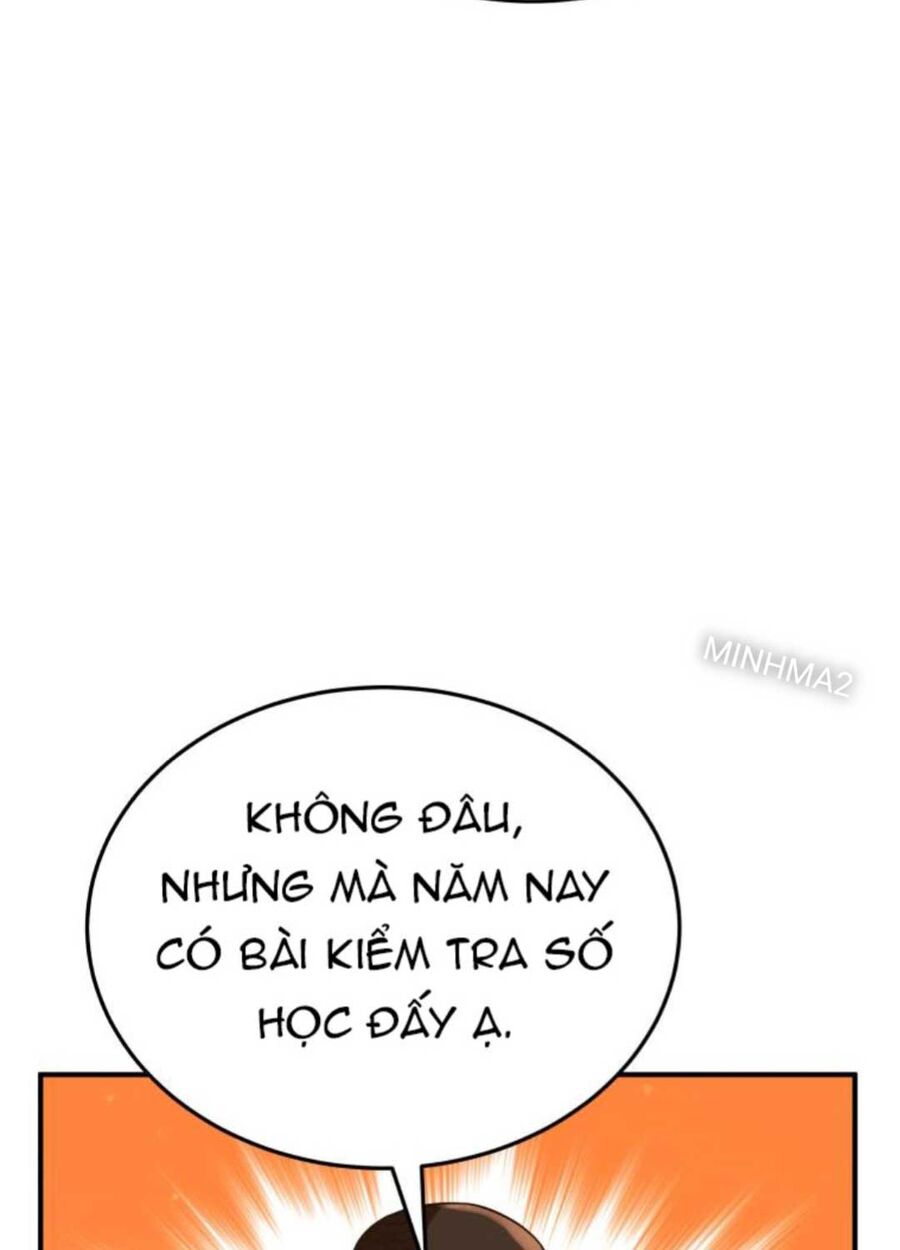 MINHMA2
KHÔNG ĐÂU,
NHƯNG MÀ NĂM NAY
CÓ BÀI KIỂM TRA SỐ
HỌC ĐẤY Ạ.